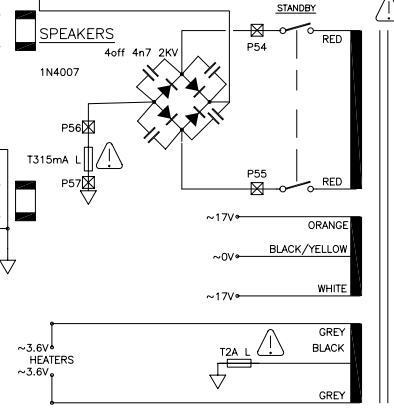 STANDBY
SPEAKERS
P54
RED
4off 4n7 2KV
1N4007
P56
T315mA L
P57
P55
RED
~17V
ORANGE
BLACK/YELLOW
~0V
~17V
WHITE
GREY
~3.6V
T2A L
BLACK
HEATERS
~3.6V
GREY